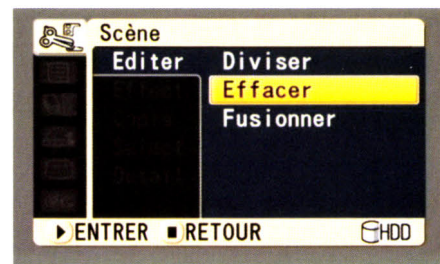 Scène
Editer Diviser
Effacer
Fusionner
ENTRER RETOUR HDD